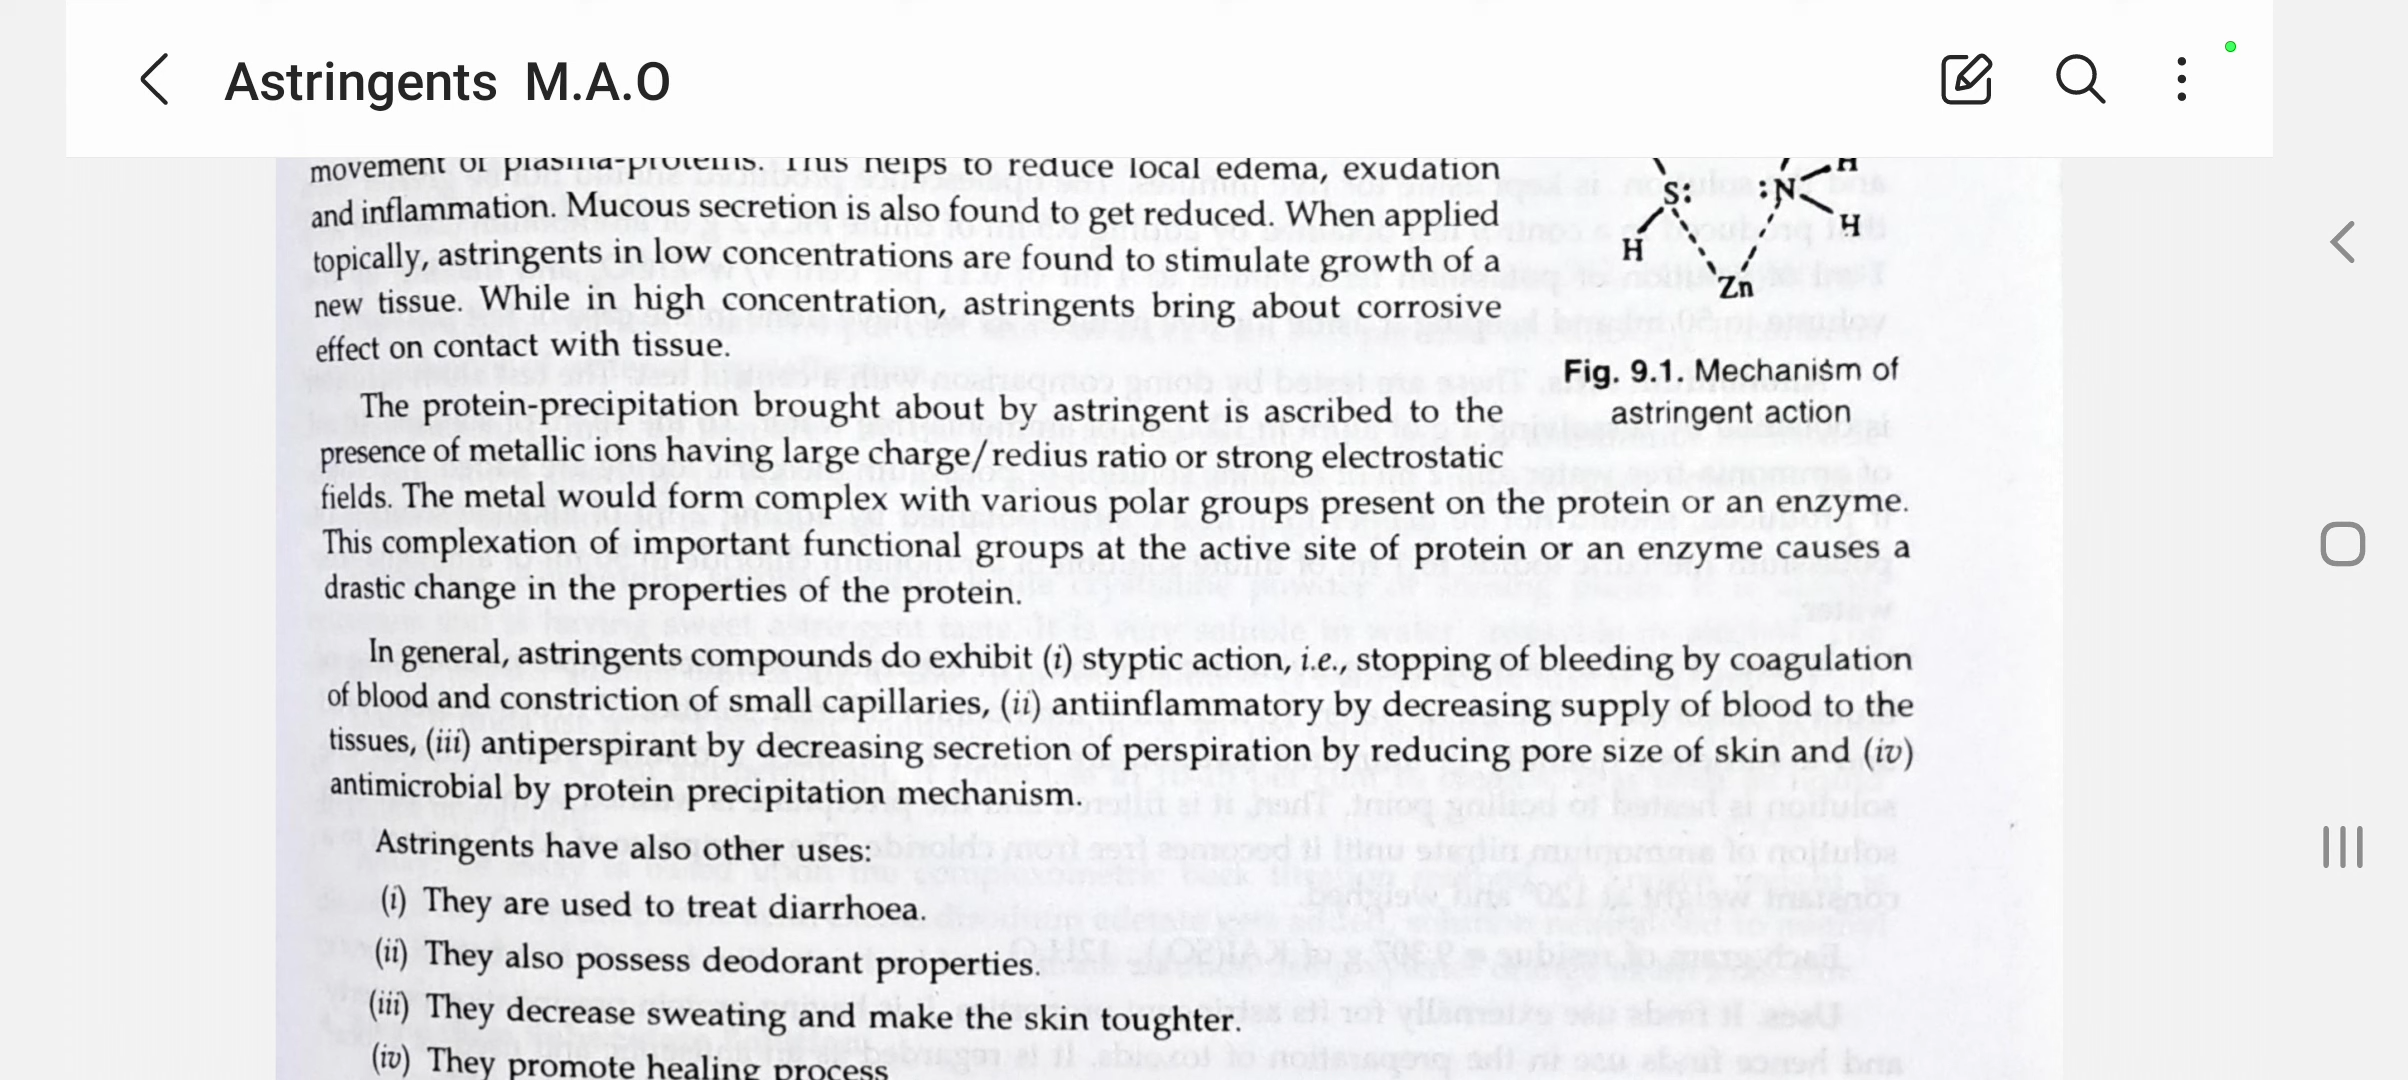 Astringents M.A.O
movement of plasma-proteins. This helps to reduce local edema, exudation
and inflammation. Mucous secretion is also found to get reduced. When applied
topically, astringents in low concentrations are found to stimulate growth of a
new tissue. While in high concentration, astringents bring about corrosive
effect on contact with tissue.
H
S: :N
H
H
Zn
Fig. 9.1. Mechanism of
astringent action
The protein-precipitation brought about by astringent is ascribed to the
presence of metallic ions having large charge/redius ratio or strong electrostatic
fields. The metal would form complex with various polar groups present on the protein or an enzyme.
This complexation of important functional groups at the active site of protein or an enzyme causes a
drastic change in the properties of the protein.
In general, astringents compounds do exhibit (i) styptic action, i.e., stopping of bleeding by coagulation
of blood and constriction of small capillaries, (ii) antiinflammatory by decreasing supply of blood to the
tissues, (iii) antiperspirant by decreasing secretion of perspiration by reducing pore size of skin and (iv)
antimicrobial by protein precipitation mechanism.
Astringents have also other uses:
(i) They are used to treat diarrhoea.
(ii) They also possess deodorant properties.
(iii) They decrease sweating and make the skin toughter.
(iv) They promote healing process